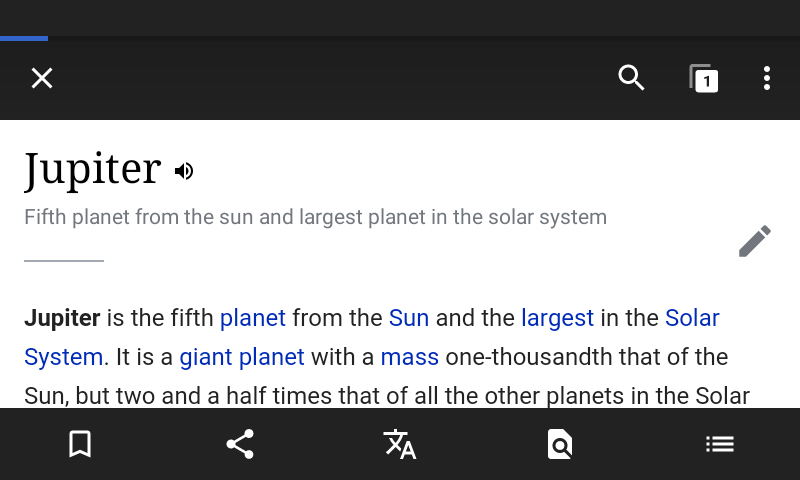 1
Jupiter
Fifth planet from the sun and largest planet in the solar system
Jupiter is the fifth planet from the Sun and the largest in the Solar
System. It is a giant planet with a mass one-thousandth that of the
Sun, but two and a half times that of all the other planets in the Solar